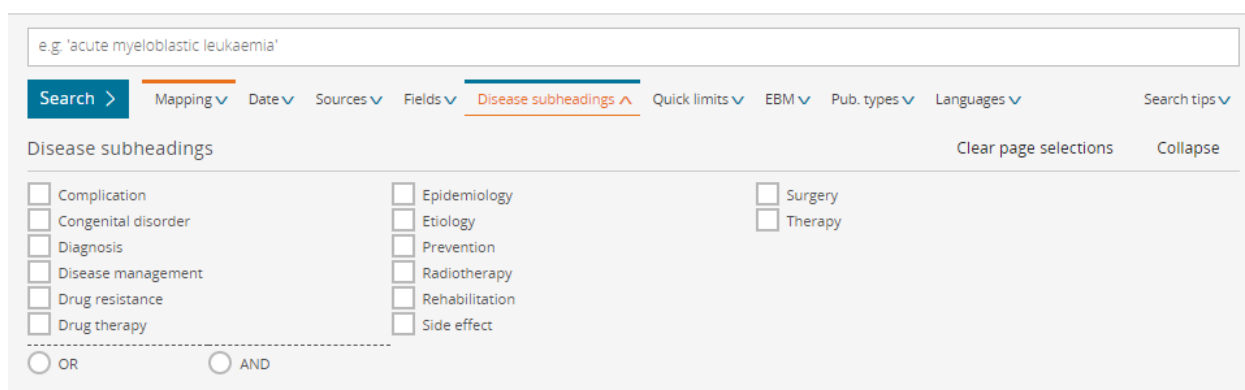 e.g. 'acute myeloblastic leukaemia'
Search > Mapping Date Sources Fields Disease subheadings Quick limits EBM Pub. types Languages Search tips
Disease subheadings Clear page selections Collapse
Complication Epidemiology Surgery
Congenital disorder Etiology Therapy
Diagnosis Prevention
Disease management Radiotherapy
Drug resistance Rehabilitation
Drug therapy Side effect
OR AND